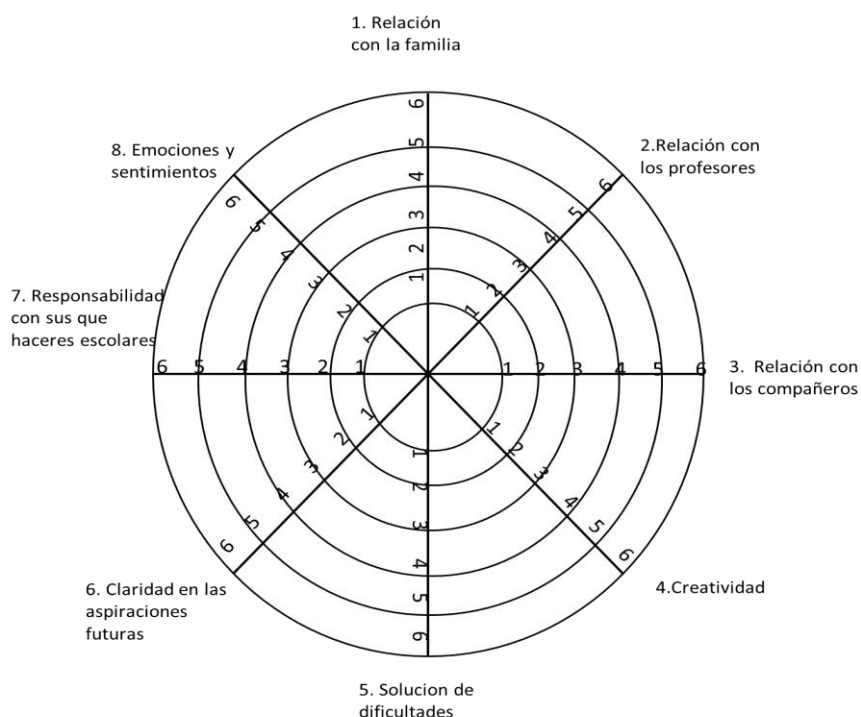 1. Relación
con la familia
2.Relación con
los profesores
3. Relación con
los compañeros
4.Creatividad
5. Solucion de
dificultades
6. Claridad en las
aspiraciones
futuras
7. Responsabilidad
con sus que
haceres escolares
8. Emociones y
sentimientos
6
5
4
3
2
1
1
2
3
4
5
6
1
2
3
4
5
6
1
2
3
4
5
6
1
2
3
4
5
6
1
2
3
4
5
6
6 5 4 3 2 1
6
5
4
3
2
1